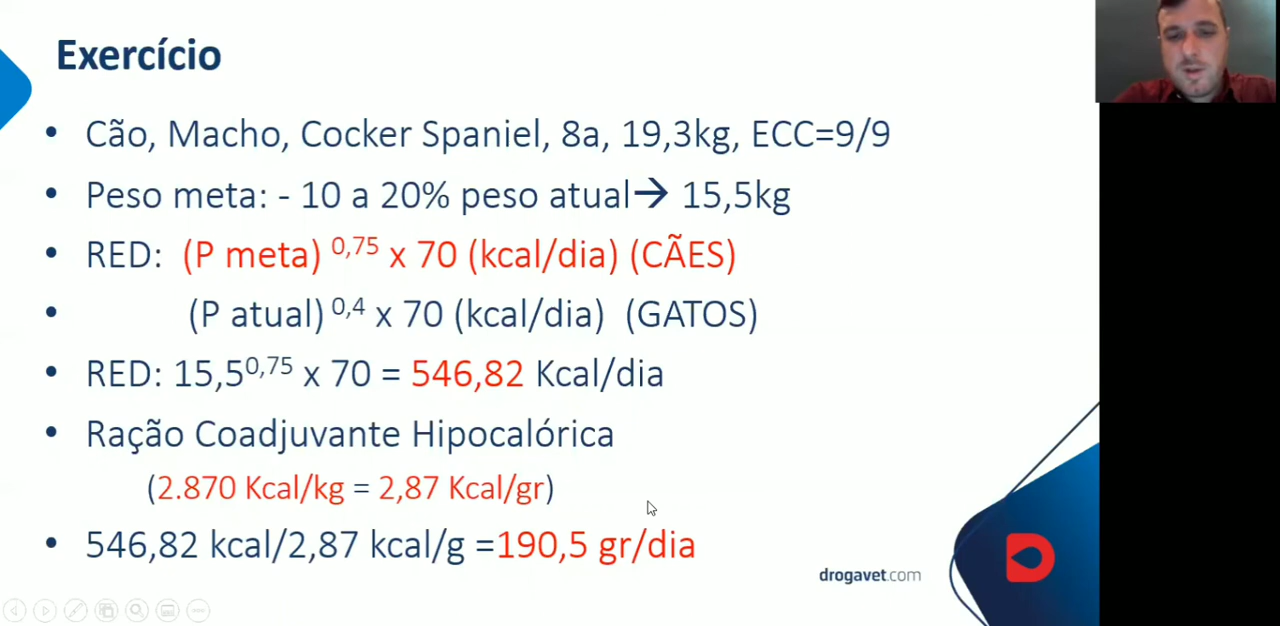 Exercício
• Cão, Macho, Cocker Spaniel, 8a, 19,3kg, ECC=9/9
• Peso meta: - 10 a 20% peso atual→ 15,5kg
• RED: (P meta) ⁰,⁷⁵ x 70 (kcal/dia) (CÃES)
• (P atual) ⁰,⁴ x 70 (kcal/dia) (GATOS)
• RED: 15,5⁰,⁷⁵ x 70 = 546,82 Kcal/dia
• Ração Coadjuvante Hipocalórica
(2.870 Kcal/kg = 2,87 Kcal/gr)
• 546,82 kcal/2,87 kcal/g =190,5 gr/dia
drogavet.com